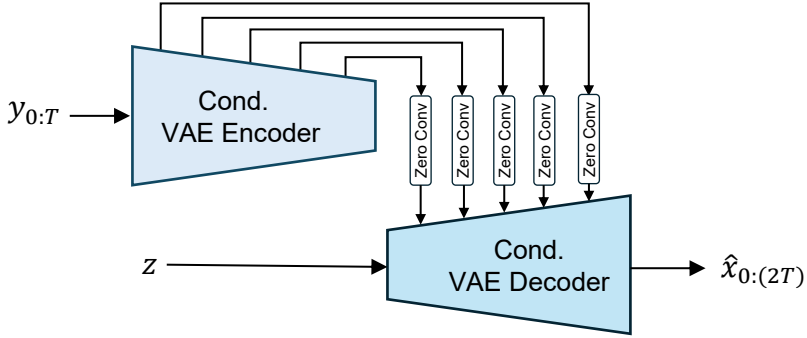 y₀:T
Cond.
VAE Encoder
Zero Conv
Zero Conv
Zero Conv
Zero Conv
Zero Conv
z
Cond.
VAE Decoder
x̂₀:(2T)